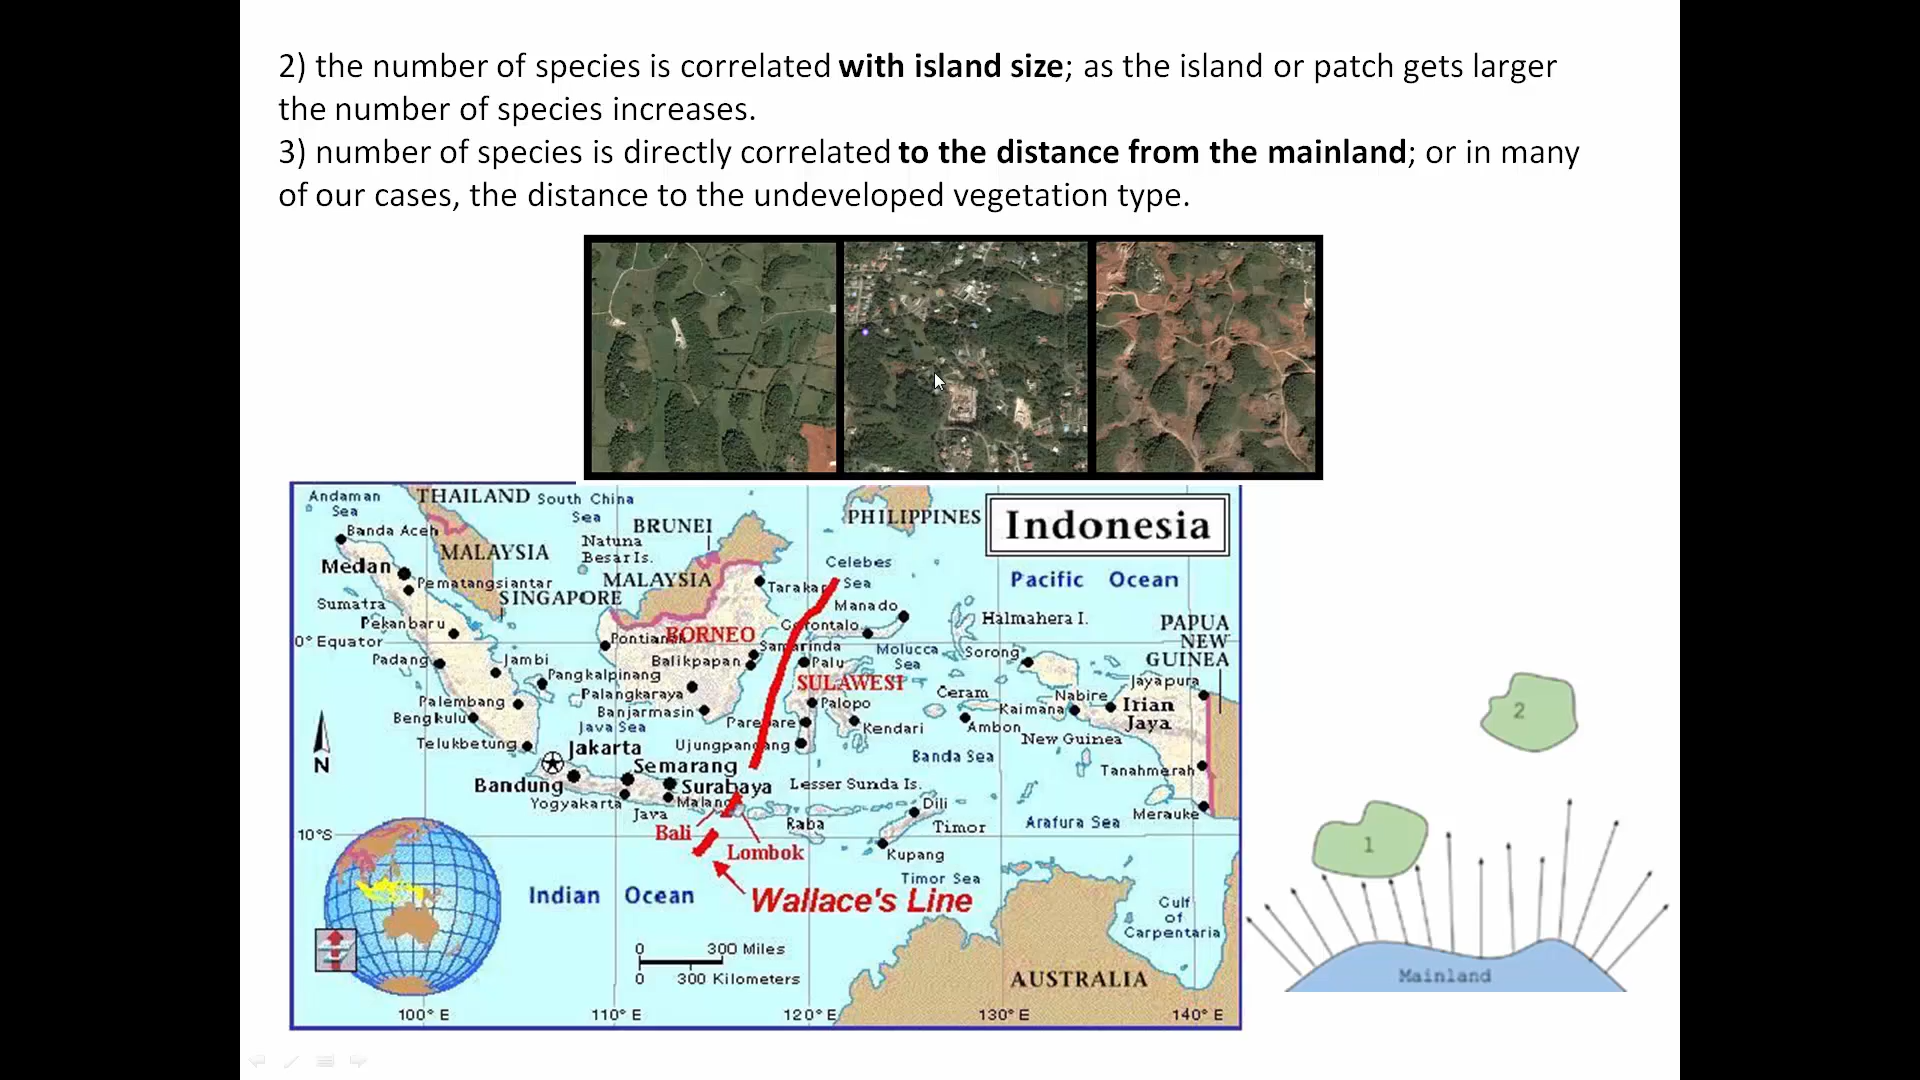 2) the number of species is correlated with island size; as the island or patch gets larger
the number of species increases.
3) number of species is directly correlated to the distance from the mainland; or in many
of our cases, the distance to the undeveloped vegetation type.
Andaman
Sea
THAILAND
South China
Sea
BRUNEI
PHILIPPINES
Indonesia
Banda Aceh
MALAYSIA
Natuna
Besar Is.
Celebes
Sea
Medan
Pematangsiantar
MALAYSIA
Tarakan
Pacific Ocean
SINGAPORE
Sumatra
Manado
Pekanbaru
Gorontalo
Halmahera I.
PAPUA
NEW
GUINEA
0° Equator
Pontianak
BORNEO
Samarinda
Molucca
Sea
Sorong
Padang
Jambi
Balikpapan
Palu
Pangkalpinang
SULAWESI
Jayapura
Palembang
Palangkaraya
Palopo
Ceram
Nabire
Irian
Jaya
Bengkulu
Banjarmasin
Java Sea
Parepare
Kendari
Ambon
Kaimana
New Guinea
Telukbetung
Jakarta
Ujungpandang
Banda Sea
Tanahmerah
N
Semarang
Bandung
Surabaya
Lesser Sunda Is.
Yogyakarta
Malang
Java
Dili
Merauke
10°S
Bali
Raba
Timor
Arafura Sea
Lombok
Kupang
Timor Sea
Indian Ocean
Wallace's Line
Gulf
of
Carpentaria
0 300 Miles
0 300 Kilometers
AUSTRALIA
100° E 110° E 120° E 130° E 140° E
2
1
Mainland